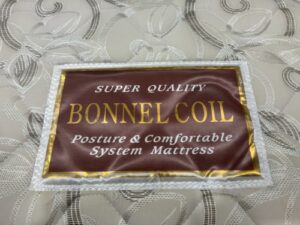 SUPER QUALITY
BONNEL COIL
Posture & Comfortable
System Mattress